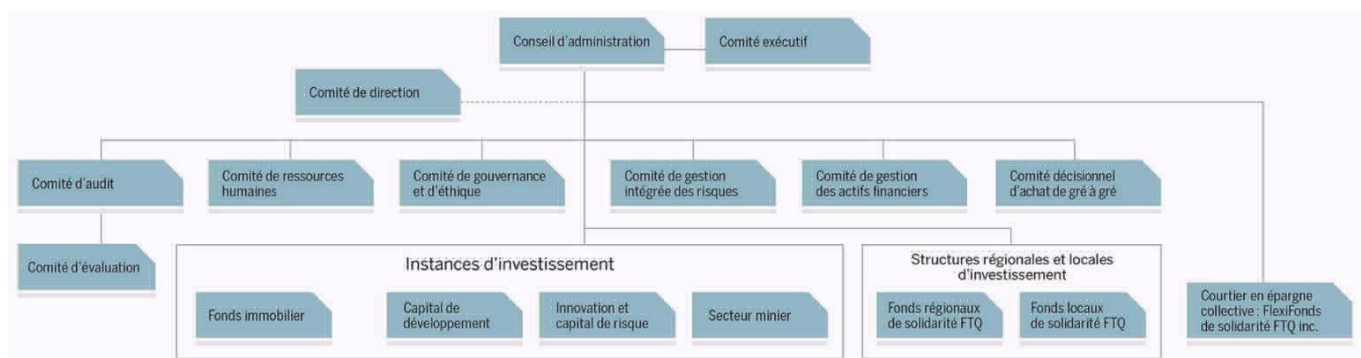 Conseil d'administration
Comité exécutif
Comité de direction
Comité d'audit
Comité de ressources
humaines
Comité de gouvernance
et d'éthique
Comité de gestion
intégrée des risques
Comité de gestion
des actifs financiers
Comité décisionnel
d'achat de gré à gré
Comité d'évaluation
Instances d'investissement
Fonds immobilier
Capital de
développement
Innovation et
capital de risque
Secteur minier
Structures régionales et locales
d'investissement
Fonds régionaux
de solidarité FTQ
Fonds locaux
de solidarité FTQ
Courtier en épargne
collective : FlexiFonds
de solidarité FTQ inc.